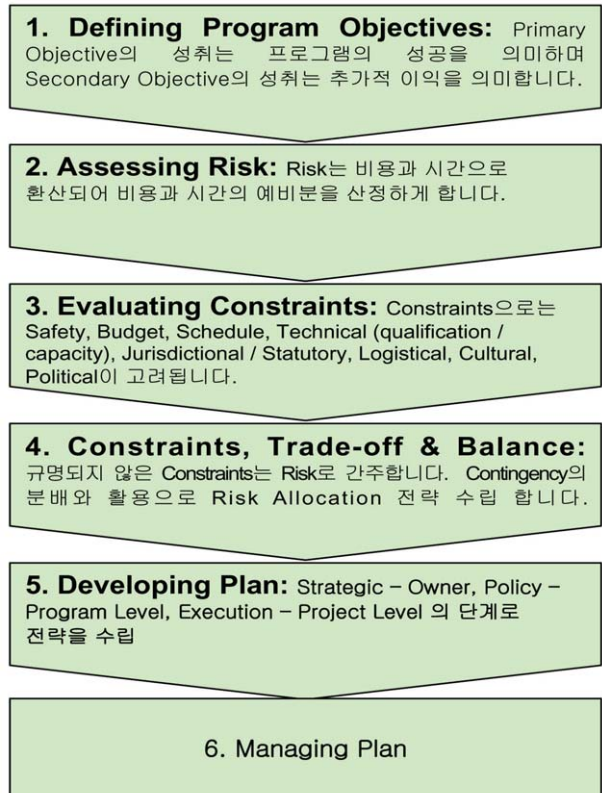 1. Defining Program Objectives: Primary
Objective의 성취는 프로그램의 성공을 의미하며
Secondary Objective의 성취는 추가적 이익을 의미합니다.
2. Assessing Risk: Risk는 비용과 시간으로
환산되어 비용과 시간의 예비분을 산정하게 합니다.
3. Evaluating Constraints: Constraints으로는
Safety, Budget, Schedule, Technical (qualification /
capacity), Jurisdictional / Statutory, Logistical, Cultural,
Political이 고려됩니다.
4. Constraints, Trade-off & Balance:
규명되지 않은 Constraints는 Risk로 간주합니다. Contingency의
분배와 활용으로 Risk Allocation 전략 수립 합니다.
5. Developing Plan: Strategic – Owner, Policy –
Program Level, Execution – Project Level 의 단계로
전략을 수립
6. Managing Plan